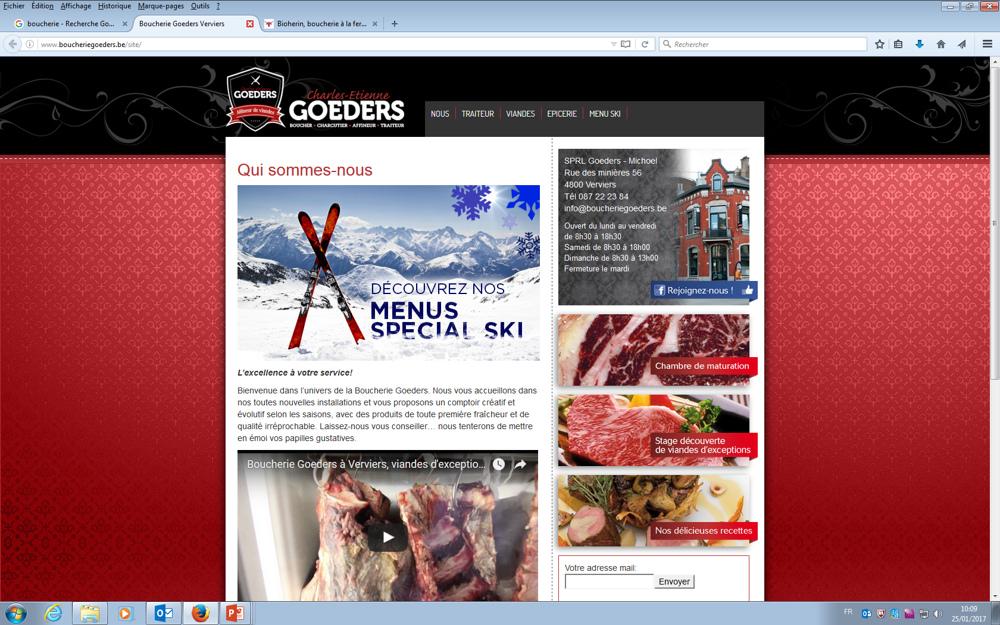 Fichier Édition Affichage Historique Marque-pages Outils ?
boucherie - Recherche Go...
Boucherie Goeders Verviers
Bioherin, boucherie à la fer...
www.boucheriegoeders.be/site/
Rechercher
Charles-Etienne
GOEDERS
Affineur de viandes
Charles-Etienne
GOEDERS
BOUCHER • CHARCUTIER • AFFINEUR • TRAITEUR
NOUS
TRAITEUR
VIANDES
EPICERIE
MENU SKI
Qui sommes-nous
DÉCOUVREZ NOS
MENUS
SPECIAL SKI
L'excellence à votre service!
Bienvenue dans l'univers de la Boucherie Goeders. Nous vous accueillons dans
nos toutes nouvelles installations et vous proposons un comptoir créatif et
évolutif selon les saisons, avec des produits de toute première fraîcheur et de
qualité irréprochable. Laissez-nous vous conseiller… nous tenterons de mettre
en émoi vos papilles gustatives.
Boucherie Goeders à Verviers, viandes d'exceptio...
SPRL Goeders - Michoel
Rue des minières 56
4800 Verviers
Tél 087 22 23 84
info@boucheriegoeders.be
Ouvert du lundi au vendredi
de 8h30 à 18h30
Samedi de 8h30 à 18h00
Dimanche de 8h30 à 13h00
Fermeture le mardi
Rejoignez-nous !
Chambre de maturation
Stage découverte
de viandes d'exceptions
Nos délicieuses recettes
Votre adresse mail:
Envoyer
FR
10:09
25/01/2017